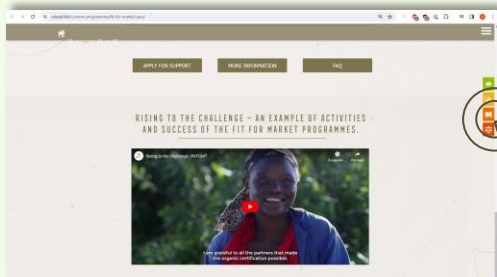 APPLY FOR SUPPORT
MORE INFORMATION
FAQ
RISING TO THE CHALLENGE – AN EXAMPLE OF ACTIVITIES
AND SUCCESS OF THE FIT FOR MARKET PROGRAMMES.
Rising to the challenge
I am grateful to all the partners that made
the organic certification possible.